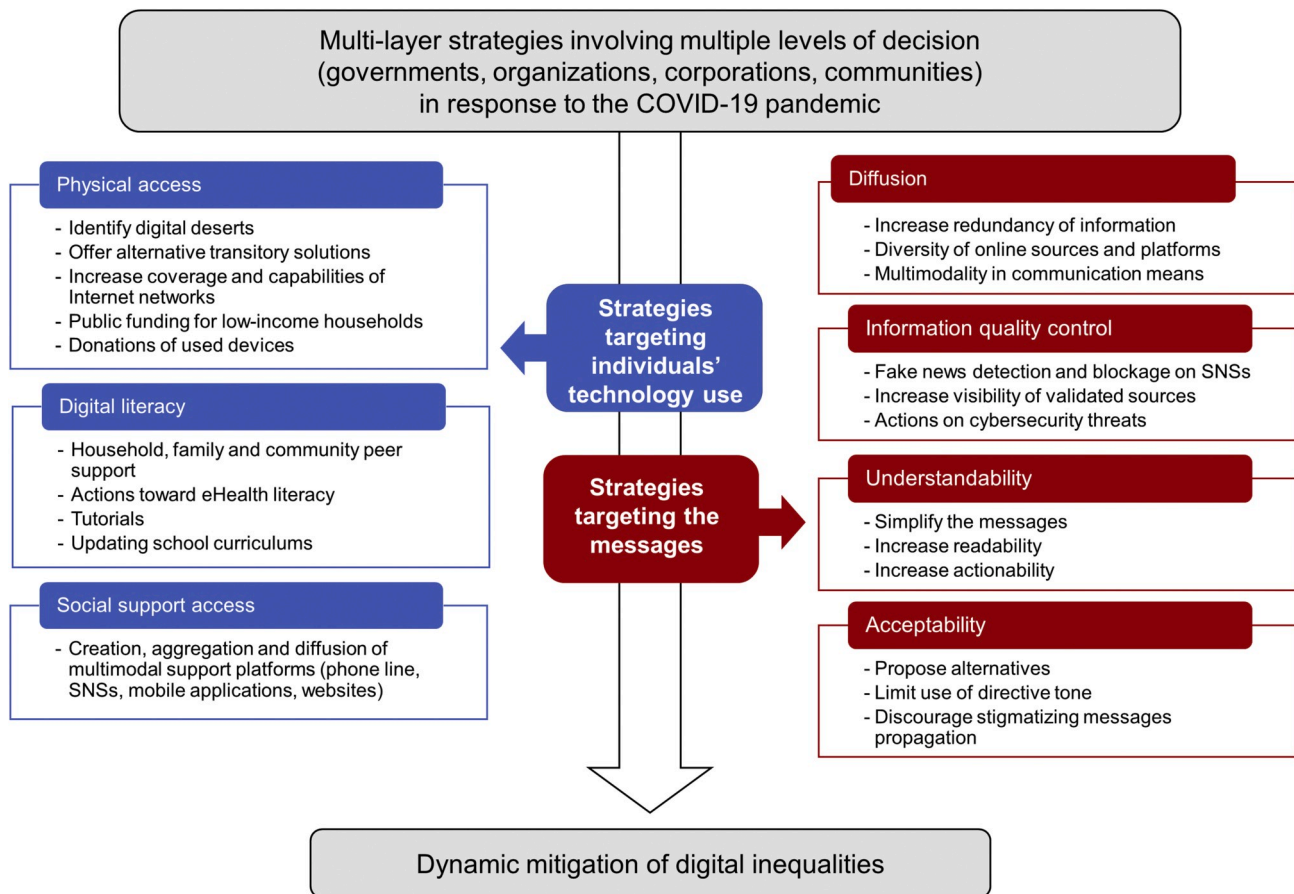 Multi-layer strategies involving multiple levels of decision
(governments, organizations, corporations, communities)
in response to the COVID-19 pandemic
Physical access
- Identify digital deserts
- Offer alternative transitory solutions
- Increase coverage and capabilities of
Internet networks
- Public funding for low-income households
- Donations of used devices
Digital literacy
- Household, family and community peer
support
- Actions toward eHealth literacy
- Tutorials
- Updating school curriculums
Social support access
- Creation, aggregation and diffusion of
multimodal support platforms (phone line,
SNSs, mobile applications, websites)
Strategies
targeting
individuals’
technology use
Strategies
targeting the
messages
Diffusion
- Increase redundancy of information
- Diversity of online sources and platforms
- Multimodality in communication means
Information quality control
- Fake news detection and blockage on SNSs
- Increase visibility of validated sources
- Actions on cybersecurity threats
Understandability
- Simplify the messages
- Increase readability
- Increase actionability
Acceptability
- Propose alternatives
- Limit use of directive tone
- Discourage stigmatizing messages
propagation
Dynamic mitigation of digital inequalities